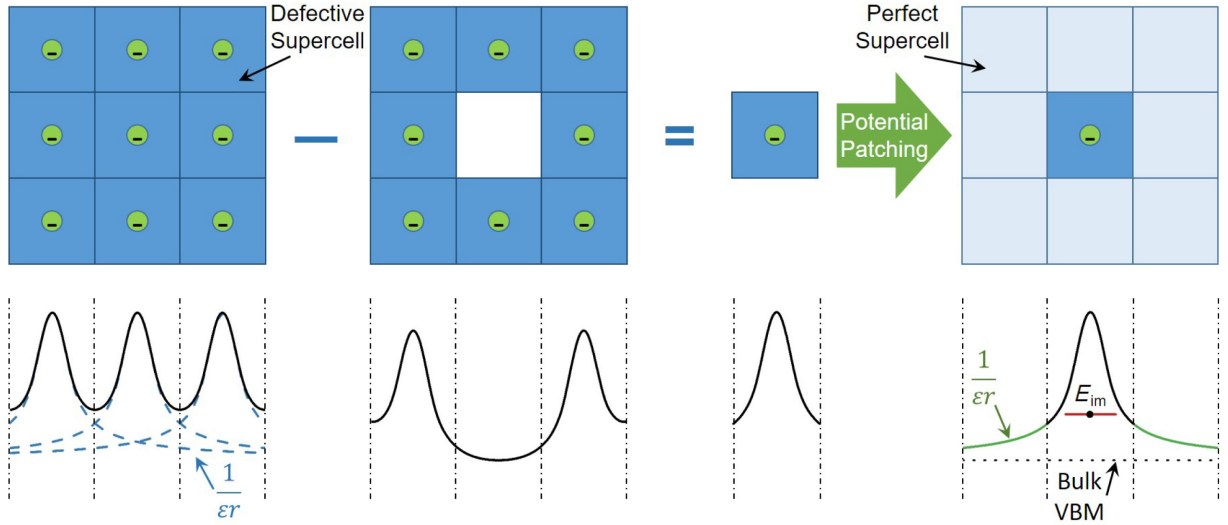 Defective
Supercell
Perfect
Supercell
− − −
− − −
− − −
− − −
− −
− − −
−
−
−
=
Potential
Patching
1
εr
1
εr
E_im
Bulk
VBM